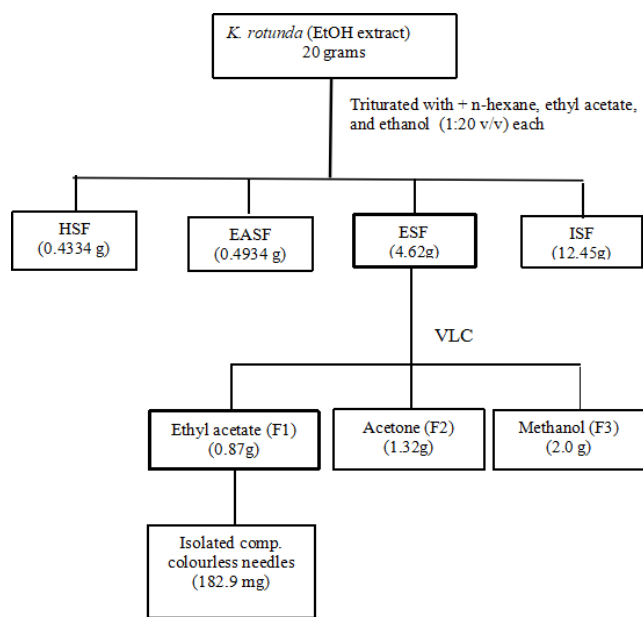 K. rotunda (EtOH extract)
20 grams
Triturated with + n-hexane, ethyl acetate,
and ethanol (1:20 v/v) each
HSF
(0.4334 g)
EASF
(0.4934 g)
ESF
(4.62g)
ISF
(12.45g)
VLC
Ethyl acetate (F1)
(0.87g)
Acetone (F2)
(1.32g)
Methanol (F3)
(2.0 g)
Isolated comp.
colourless needles
(182.9 mg)